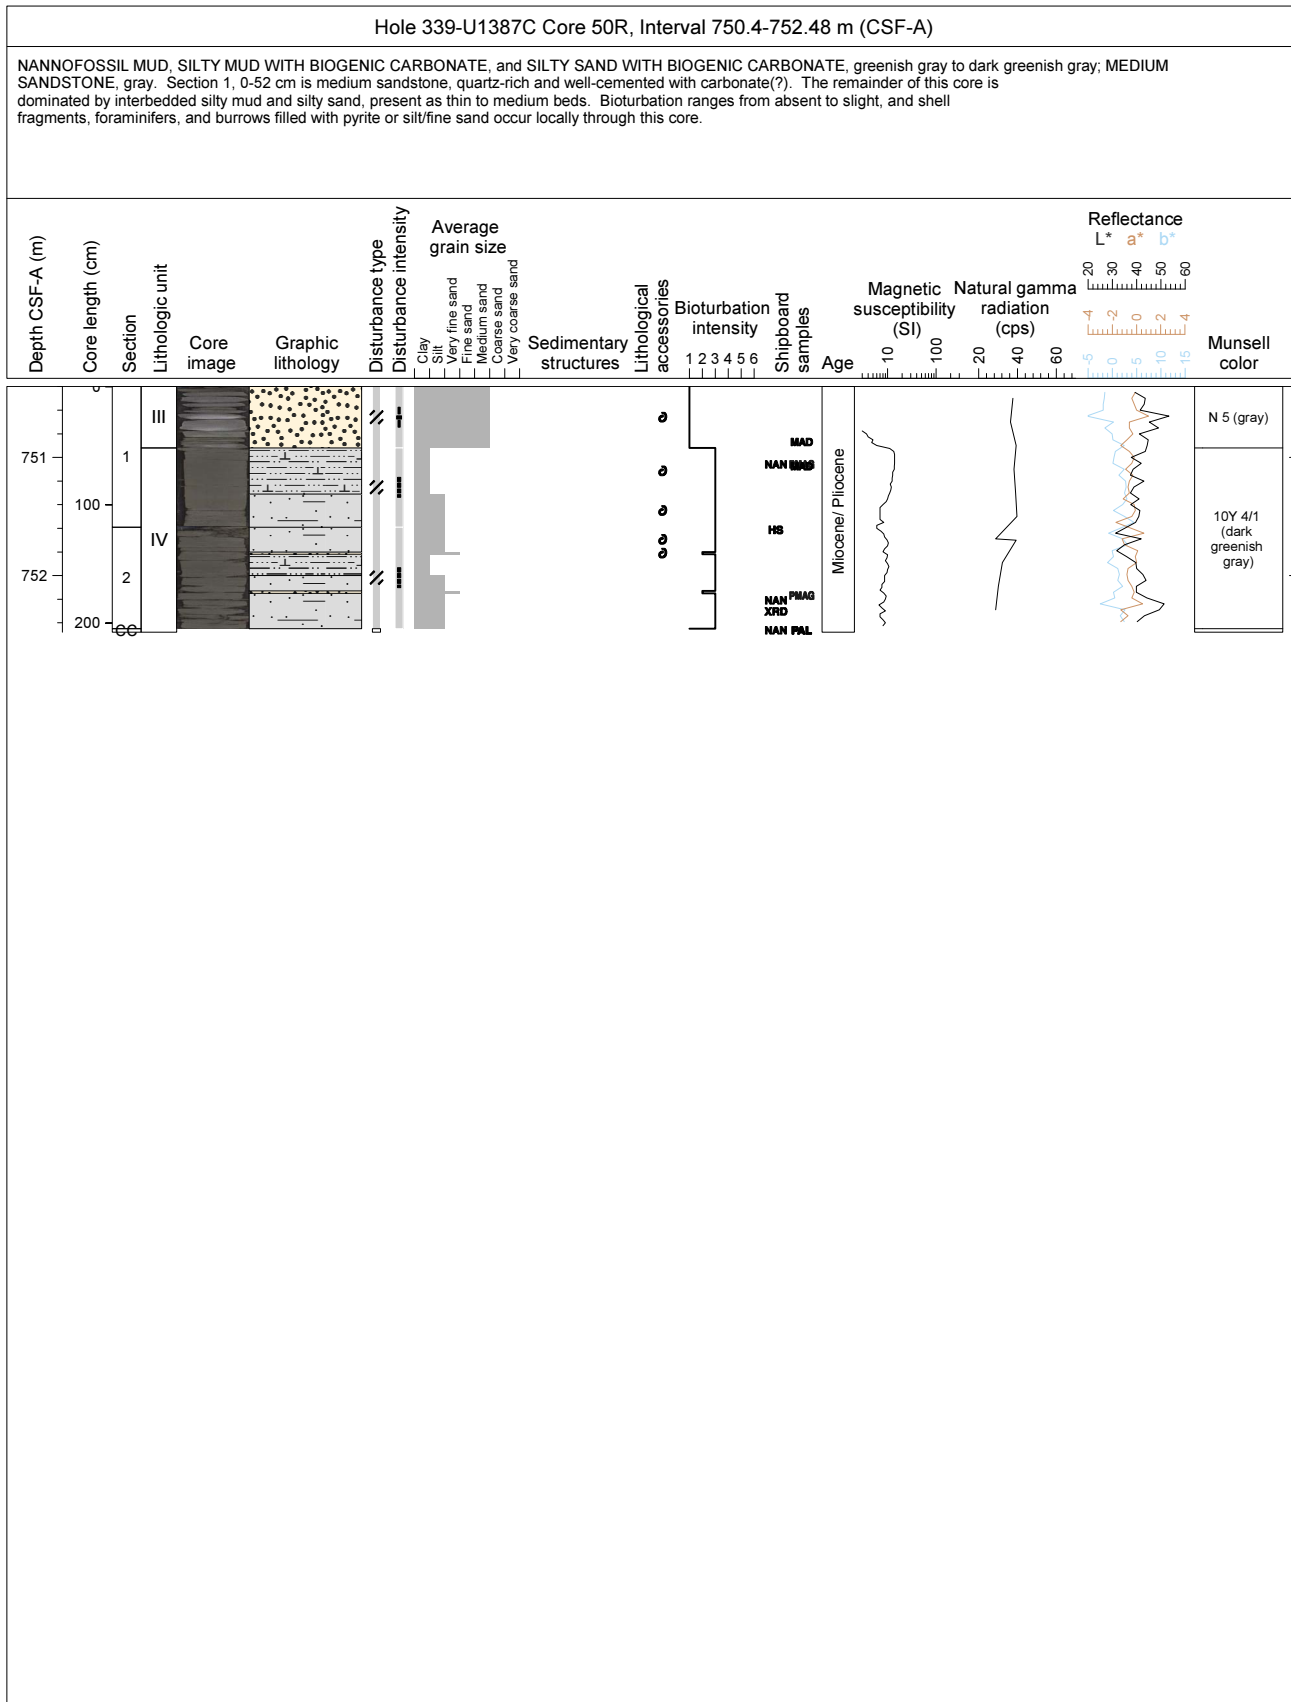 Hole 339-U1387C Core 50R, Interval 750.4-752.48 m (CSF-A)
NANNOFOSSIL MUD, SILTY MUD WITH BIOGENIC CARBONATE, and SILTY SAND WITH BIOGENIC CARBONATE, greenish gray to dark greenish gray; MEDIUM
SANDSTONE, gray.  Section 1, 0-52 cm is medium sandstone, quartz-rich and well-cemented with carbonate(?).  The remainder of this core is
dominated by interbedded silty mud and silty sand, present as thin to medium beds.  Bioturbation ranges from absent to slight, and shell
fragments, foraminifers, and burrows filled with pyrite or silt/fine sand occur locally through this core.
Depth CSF-A (m)
Core length (cm)
Section
Lithologic unit
Core
image
Graphic
lithology
Disturbance type
Disturbance intensity
Average
grain size
Clay
Silt
Very fine sand
Fine sand
Medium sand
Coarse sand
Very coarse sand
Sedimentary
structures
Lithological
accessories
Bioturbation
intensity
1 2 3 4 5 6
Shipboard
samples
Age
Magnetic
susceptibility
(SI)
10
100
Natural gamma
radiation
(cps)
20
40
60
Reflectance
L* a* b*
20
30
40
50
60
-4
-2
0
2
4
-5
0
5
10
15
Munsell
color
0
100
200
751
752
1
2
CC
III
IV
MAD
NAN
HS
PMAG
NAN
XRD
NAN PAL
Miocene/ Pliocene
N 5 (gray)
10Y 4/1
(dark
greenish
gray)